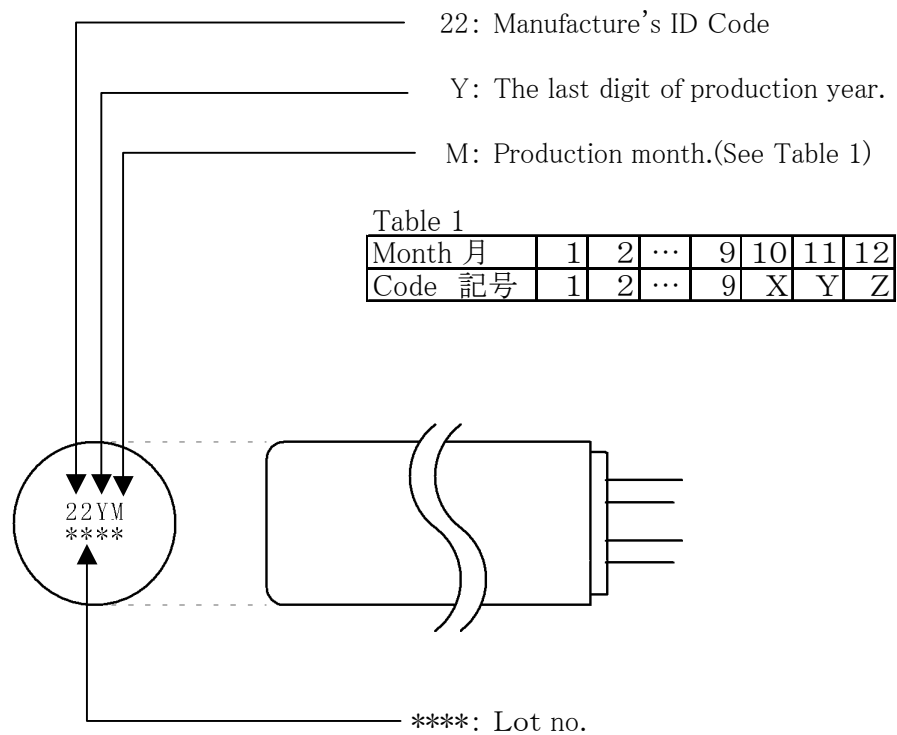 22: Manufacture's ID Code
Y: The last digit of production year.
M: Production month.(See Table 1)
Table 1
Month 月 1 2 … 9 10 11 12
Code 記号 1 2 … 9 X Y Z
22YM
****
****: Lot no.